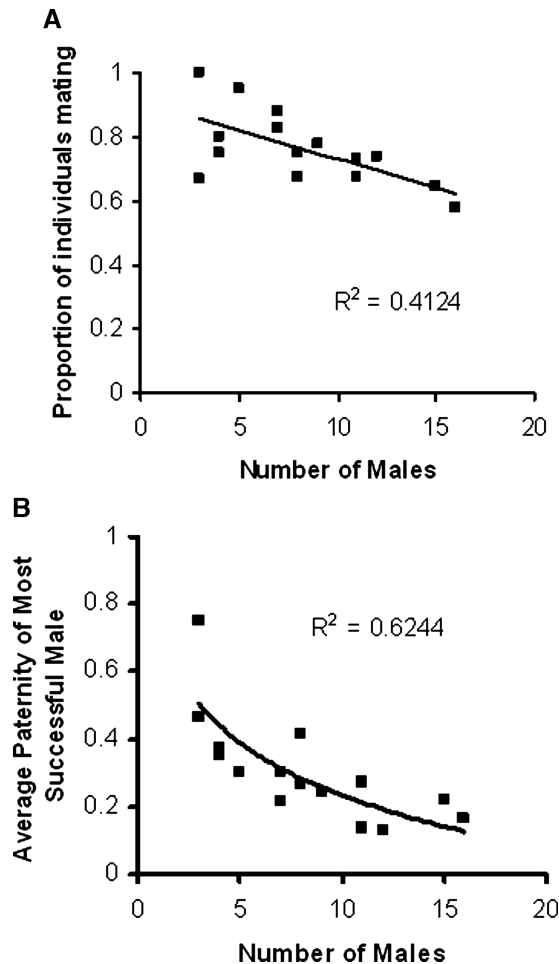 A
Proportion of individuals mating
1
0.8
0.6
0.4
0.2
0
R² = 0.4124
0 5 10 15 20
Number of Males
B
Average Paternity of Most
Successful Male
1
0.8
0.6
0.4
0.2
0
R² = 0.6244
0 5 10 15 20
Number of Males